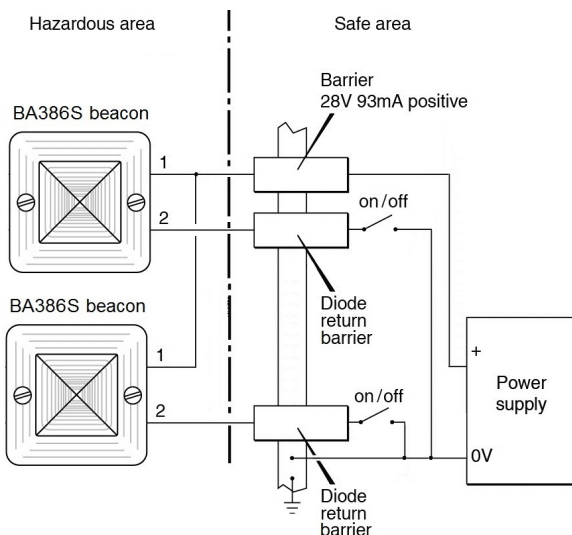 Hazardous area
Safe area
Barrier
28V 93mA positive
BA386S beacon
1
2
on/off
Diode
return
barrier
BA386S beacon
1
2
on/off
+
Power
supply
0V
Diode
return
barrier